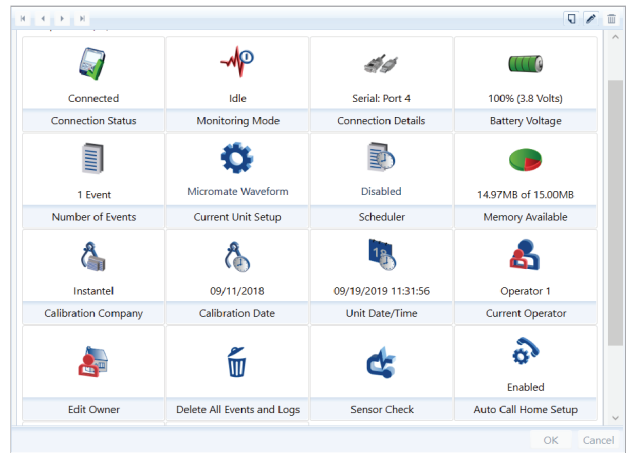 Connected
Idle
Serial: Port 4
100% (3.8 Volts)
Connection Status
Monitoring Mode
Connection Details
Battery Voltage
1 Event
Micromate Waveform
Disabled
14.97MB of 15.00MB
Number of Events
Current Unit Setup
Scheduler
Memory Available
Instantel
09/11/2018
09/19/2019 11:31:56
Operator 1
Calibration Company
Calibration Date
Unit Date/Time
Current Operator
Enabled
Edit Owner
Delete All Events and Logs
Sensor Check
Auto Call Home Setup
OK
Cancel